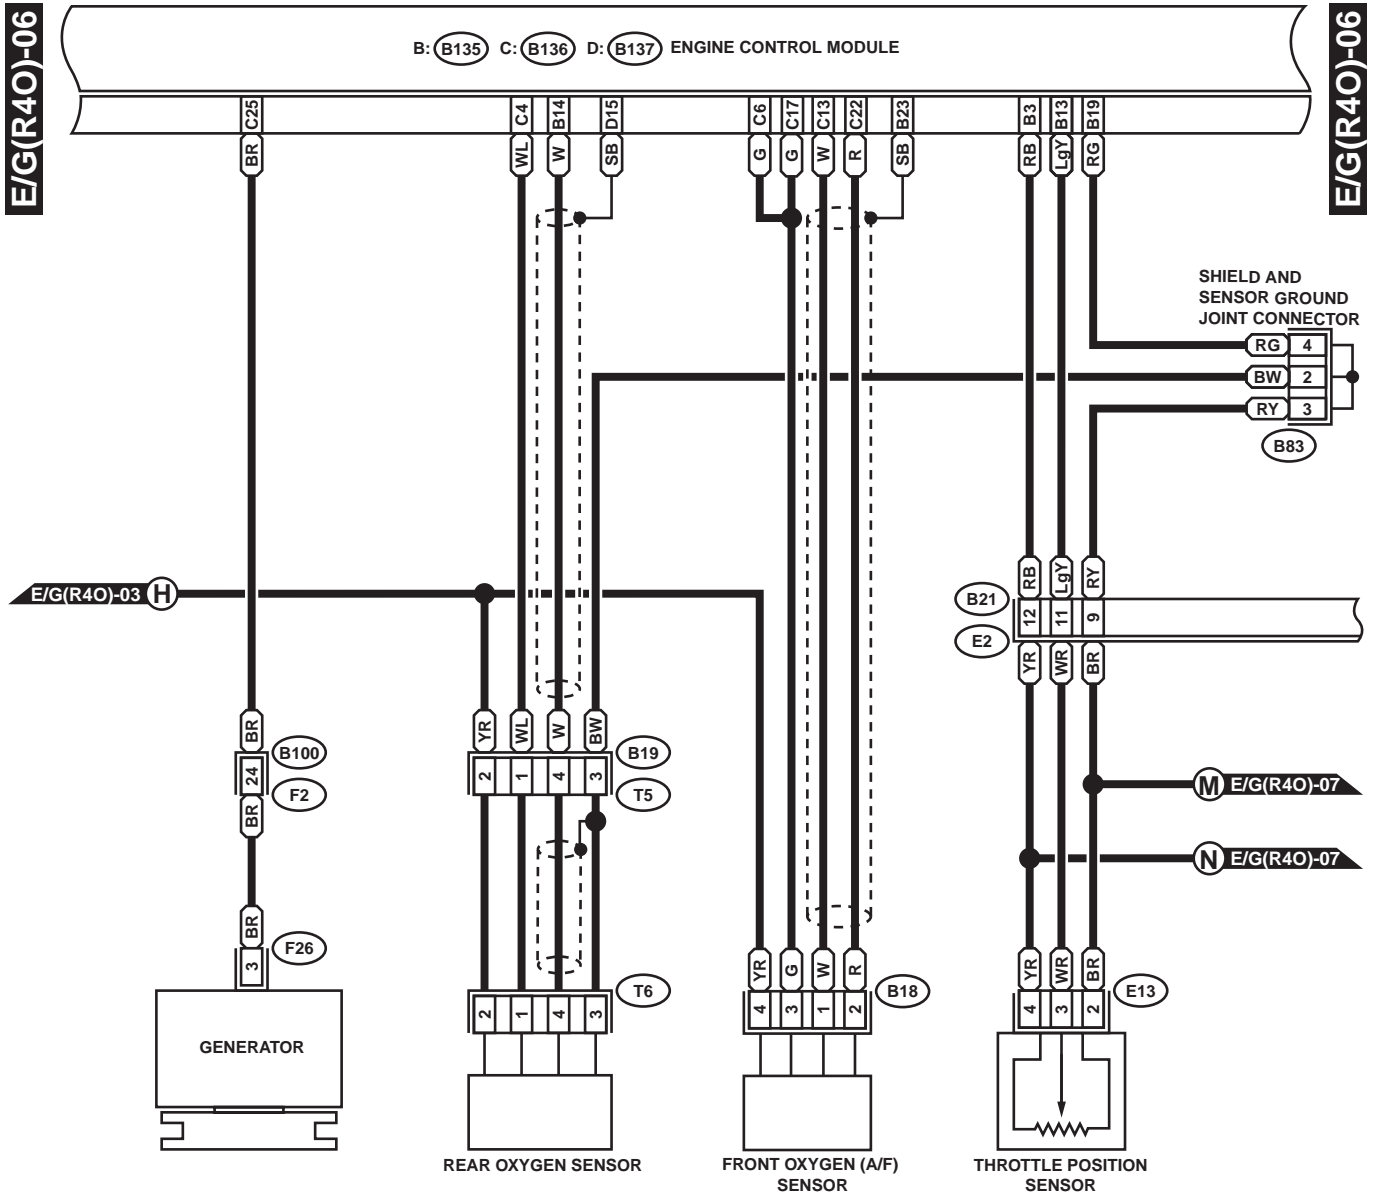 E/G(R4O)-06
E/G(R4O)-06
B: B135 C: B136 D: B137 ENGINE CONTROL MODULE
C25 C4 B14 D15 C6 C17 C13 C22 B23 B3 B13 B19
BR WL W SB G G W R SB RB LgY RG
SHIELD AND
SENSOR GROUND
JOINT CONNECTOR
RG 4
BW 2
RY 3
B83
RB LgY RY
E/G(R4O)-03 H
B21
12 11 9
E2
YR WR BR
BR YR WL W BW
B100 B19
24 2 1 4 3
F2 T5
BR
M E/G(R4O)-07
N E/G(R4O)-07
BR YR G W R YR WR BR
F26
3
T6 B18 E13
2 1 4 3 4 3 1 2 4 3 2
GENERATOR
REAR OXYGEN SENSOR
FRONT OXYGEN (A/F)
SENSOR
THROTTLE POSITION
SENSOR